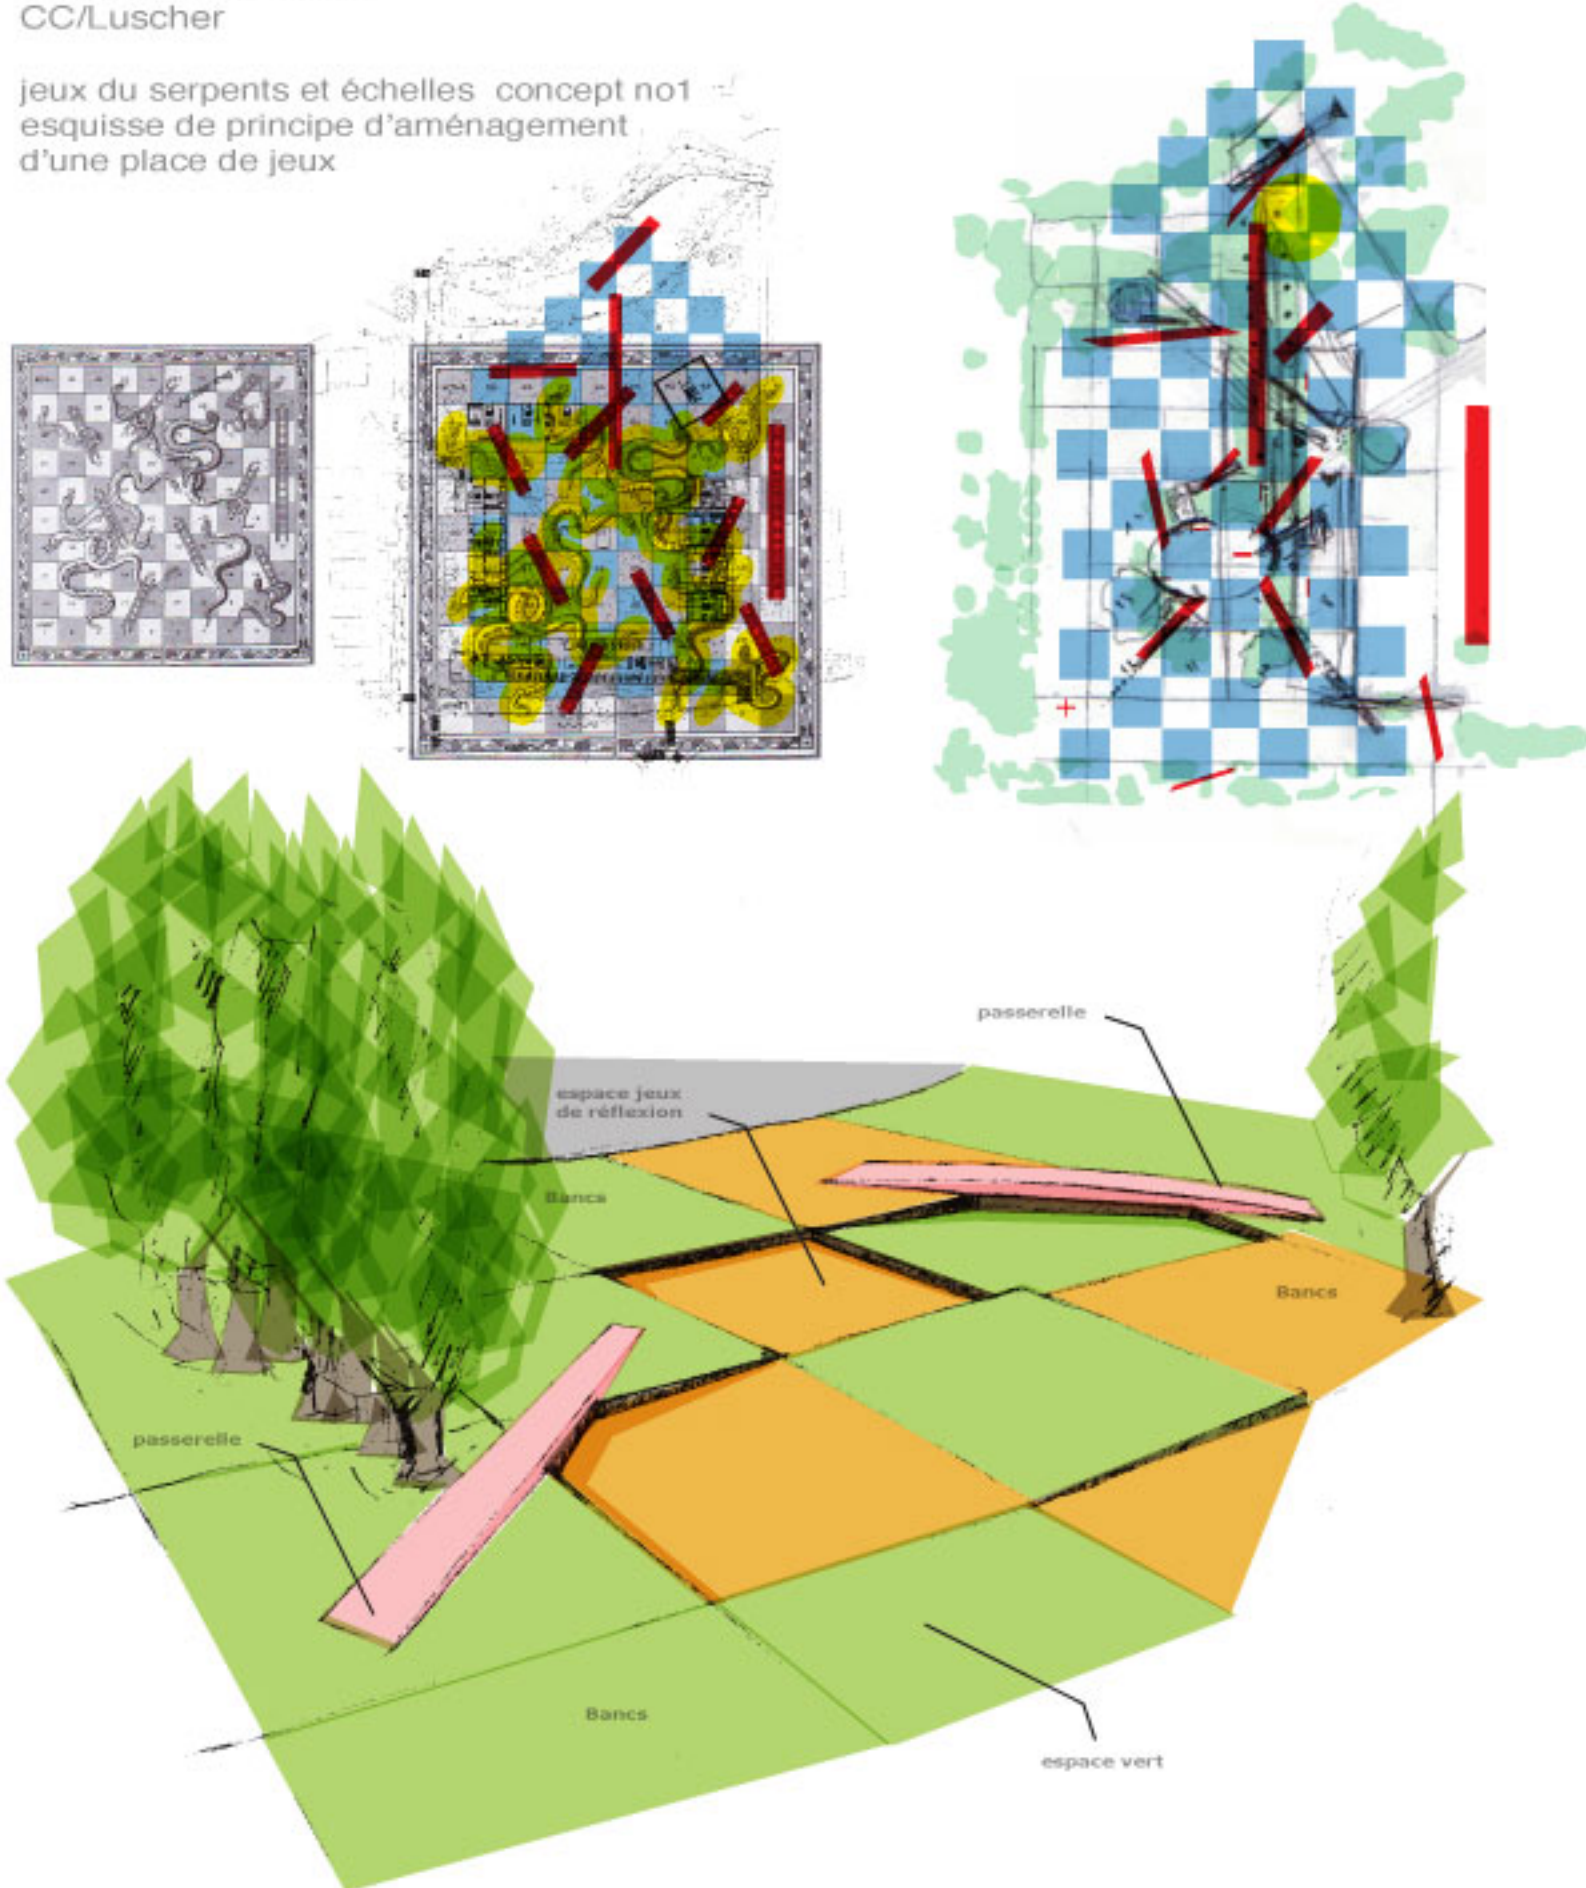 CC/Luscher
jeux du serpents et échelles concept no1
esquisse de principe d'aménagement
d'une place de jeux
passerelle
espace jeux
de réflexion
Bancs
Bancs
passerelle
Bancs
espace vert